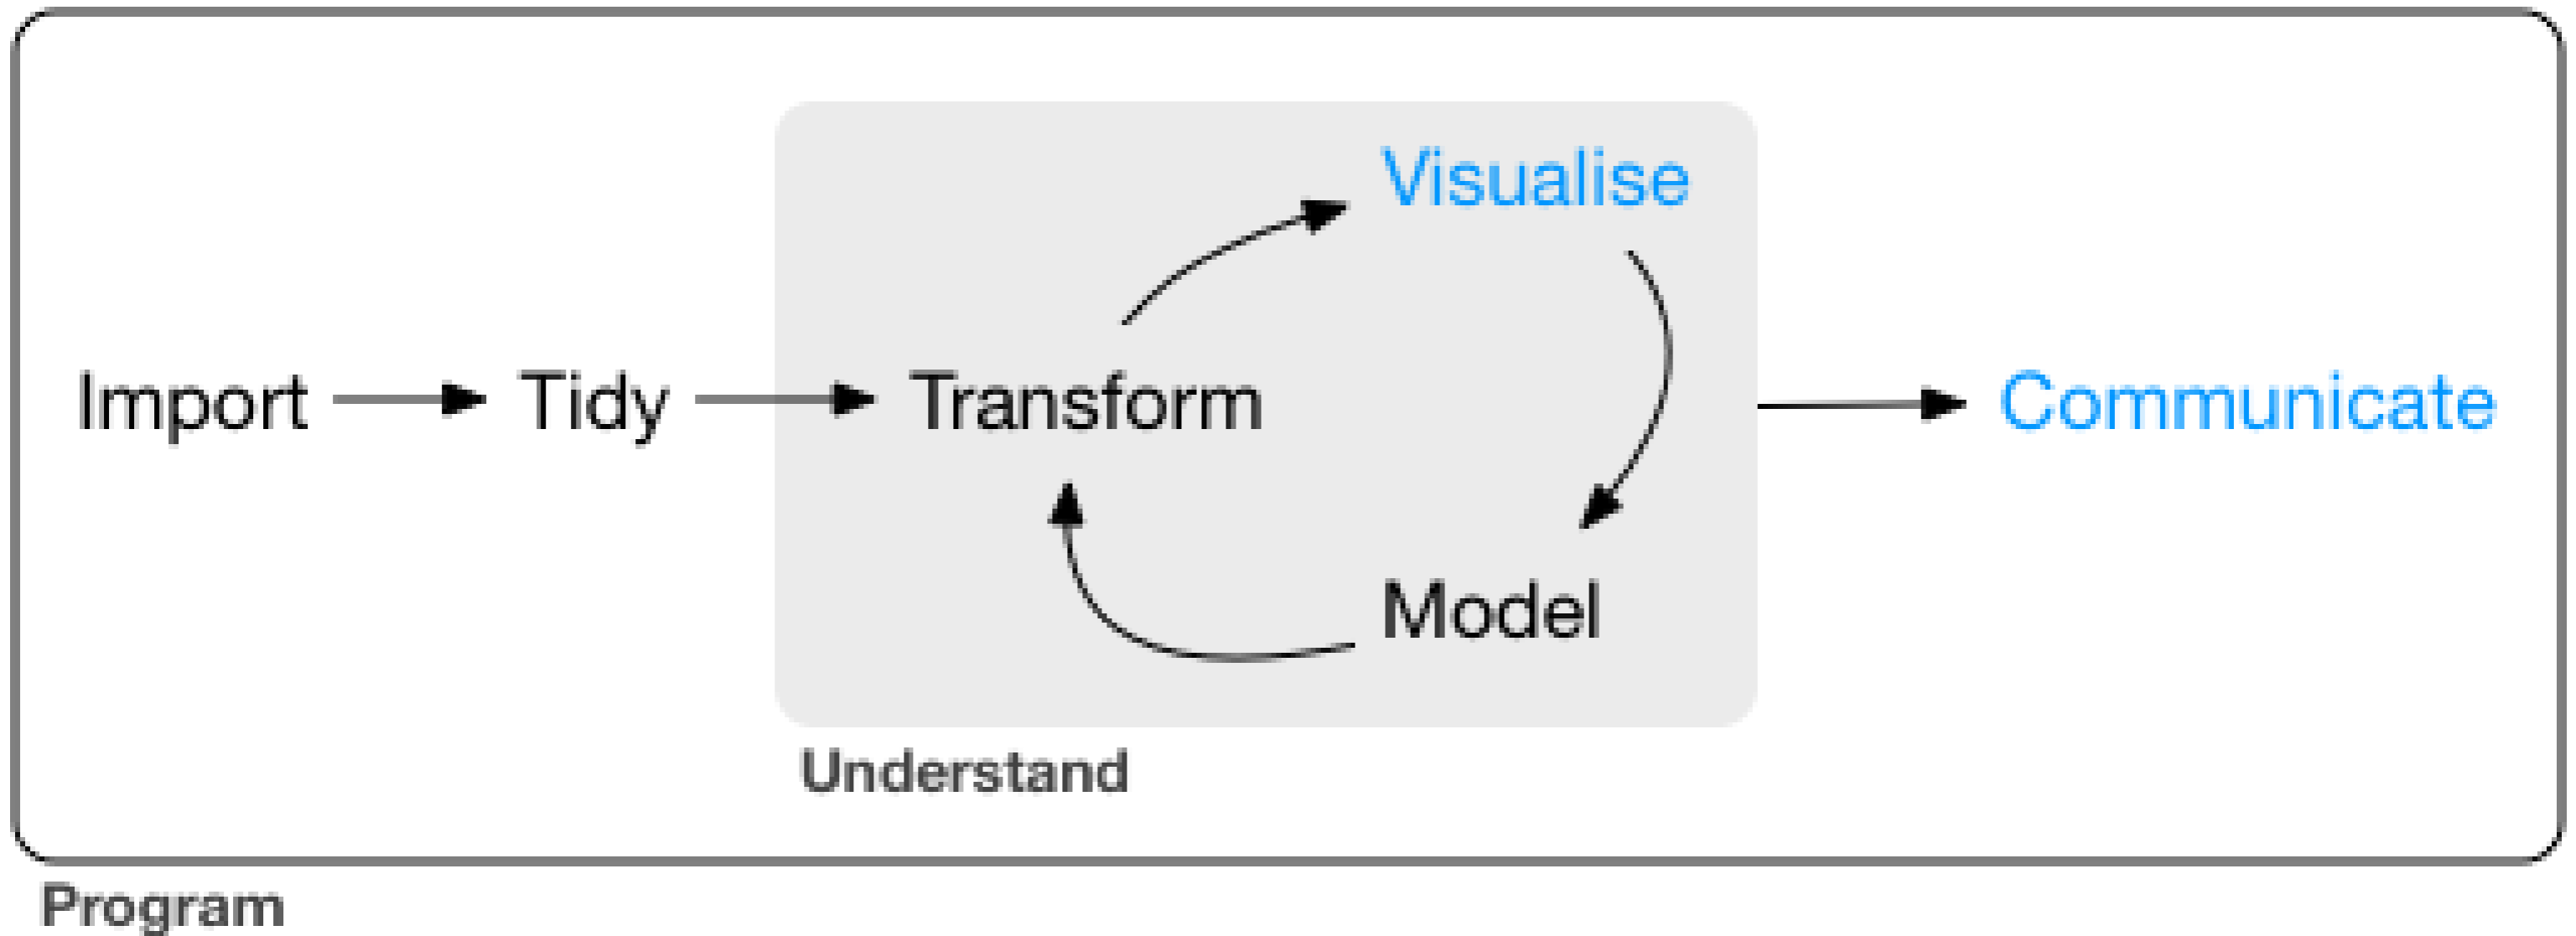 Visualise
Import
Tidy
Transform
Communicate
Model
Understand
Program